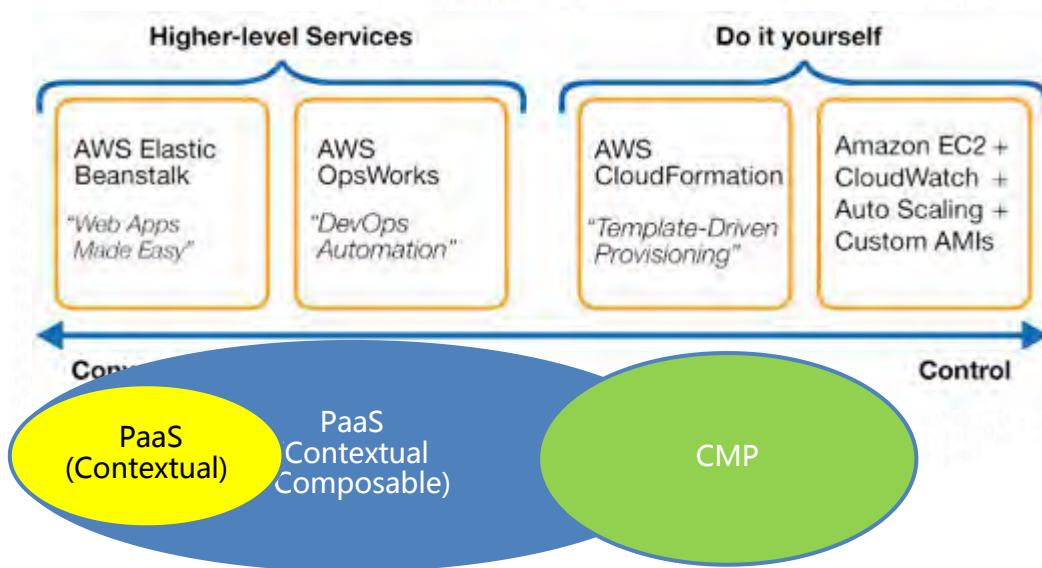 Higher-level Services
Do it yourself
AWS Elastic
Beanstalk
“Web Apps
Made Easy”
AWS
OpsWorks
“DevOps
Automation”
AWS
CloudFormation
“Template-Driven
Provisioning”
Amazon EC2 +
CloudWatch +
Auto Scaling +
Custom AMIs
Control
PaaS
(Contextual)
PaaS
Contextual
Composable)
CMP